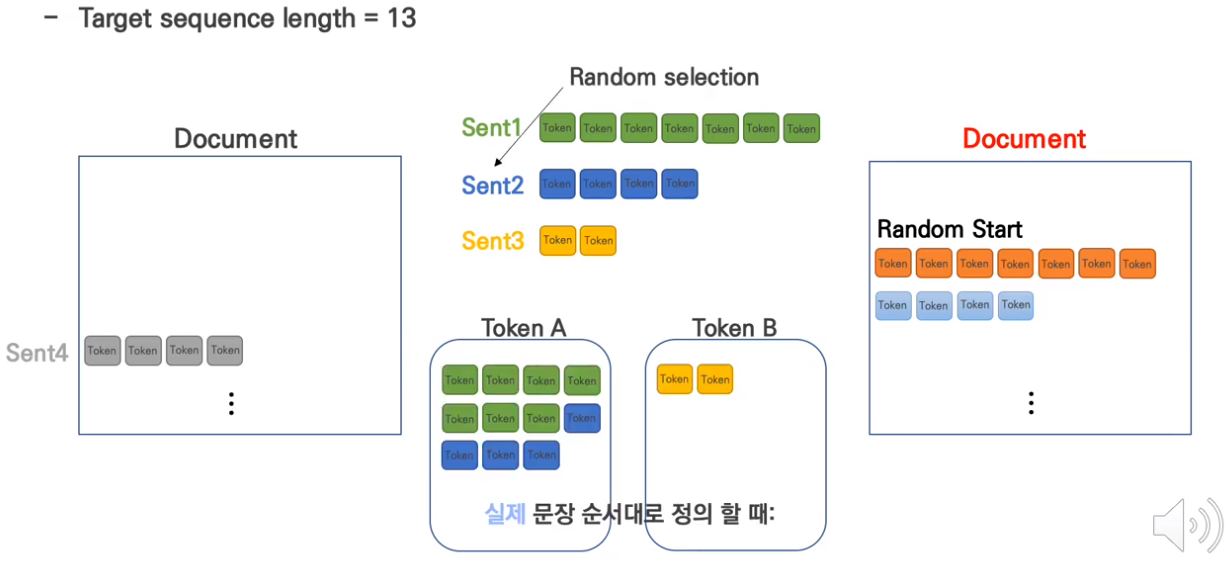 – Target sequence length = 13
Random selection
Document
Sent1 Token Token Token Token Token Token Token
Sent2 Token Token Token Token
Sent3 Token Token
Document
Random Start
Token Token Token Token Token Token Token
Token Token Token Token
Sent4 Token Token Token Token
Token A
Token Token Token Token
Token Token Token Token
Token Token Token
Token B
Token Token
실제 문장 순서대로 정의 할 때: